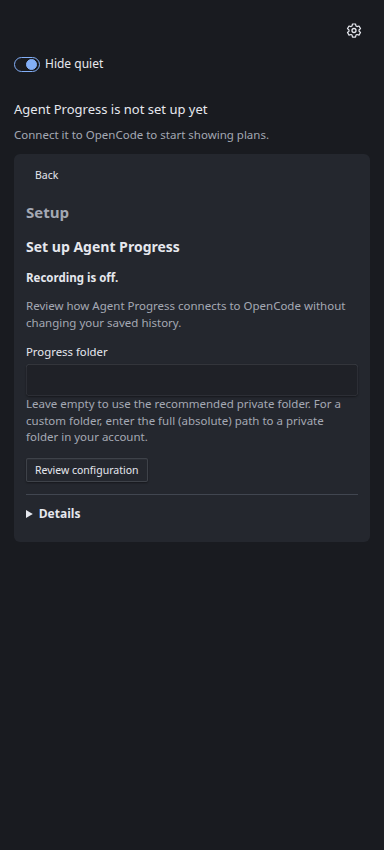 Hide quiet
Agent Progress is not set up yet
Connect it to OpenCode to start showing plans.
Back
Setup
Set up Agent Progress
Recording is off.
Review how Agent Progress connects to OpenCode without
changing your saved history.
Progress folder
Leave empty to use the recommended private folder. For a
custom folder, enter the full (absolute) path to a private
folder in your account.
Review configuration
Details